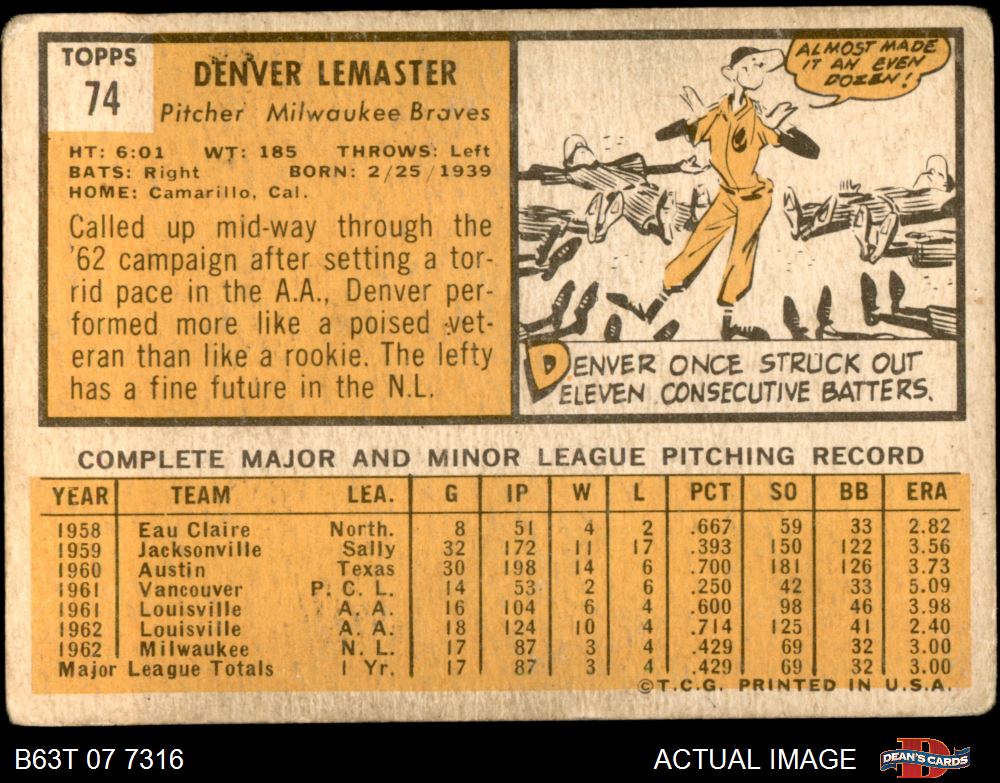 TOPPS
74
DENVER LEMASTER
Pitcher Milwaukee Braves
HT: 6:01 WT: 185 THROWS: Left
BATS: Right BORN: 2/25/1939
HOME: Camarillo, Cal.
Called up mid-way through the
'62 campaign after setting a tor-
rid pace in the A.A., Denver per-
formed more like a poised vet-
eran than like a rookie. The lefty
has a fine future in the N.L.
ALMOST MADE
IT AN EVEN
DOZEN!
DENVER ONCE STRUCK OUT
ELEVEN CONSECUTIVE BATTERS.
COMPLETE MAJOR AND MINOR LEAGUE PITCHING RECORD
YEAR TEAM LEA. G IP W L PCT SO BB ERA
1958 Eau Claire North. 8 51 4 2 .667 59 33 2.82
1959 Jacksonville Sally 32 172 11 17 .393 150 122 3.56
1960 Austin Texas 30 198 14 6 .700 181 126 3.73
1961 Vancouver P. C. L. 14 53 2 6 .250 42 33 5.09
1961 Louisville A. A. 16 104 6 4 .600 98 46 3.98
1962 Louisville A. A. 18 124 10 4 .714 125 41 2.40
1962 Milwaukee N. L. 17 87 3 4 .429 69 32 3.00
Major League Totals 1 Yr. 17 87 3 4 .429 69 32 3.00
©T.C.G. PRINTED IN U.S.A.
B63T 07 7316 ACTUAL IMAGE DEAN'S CARDS